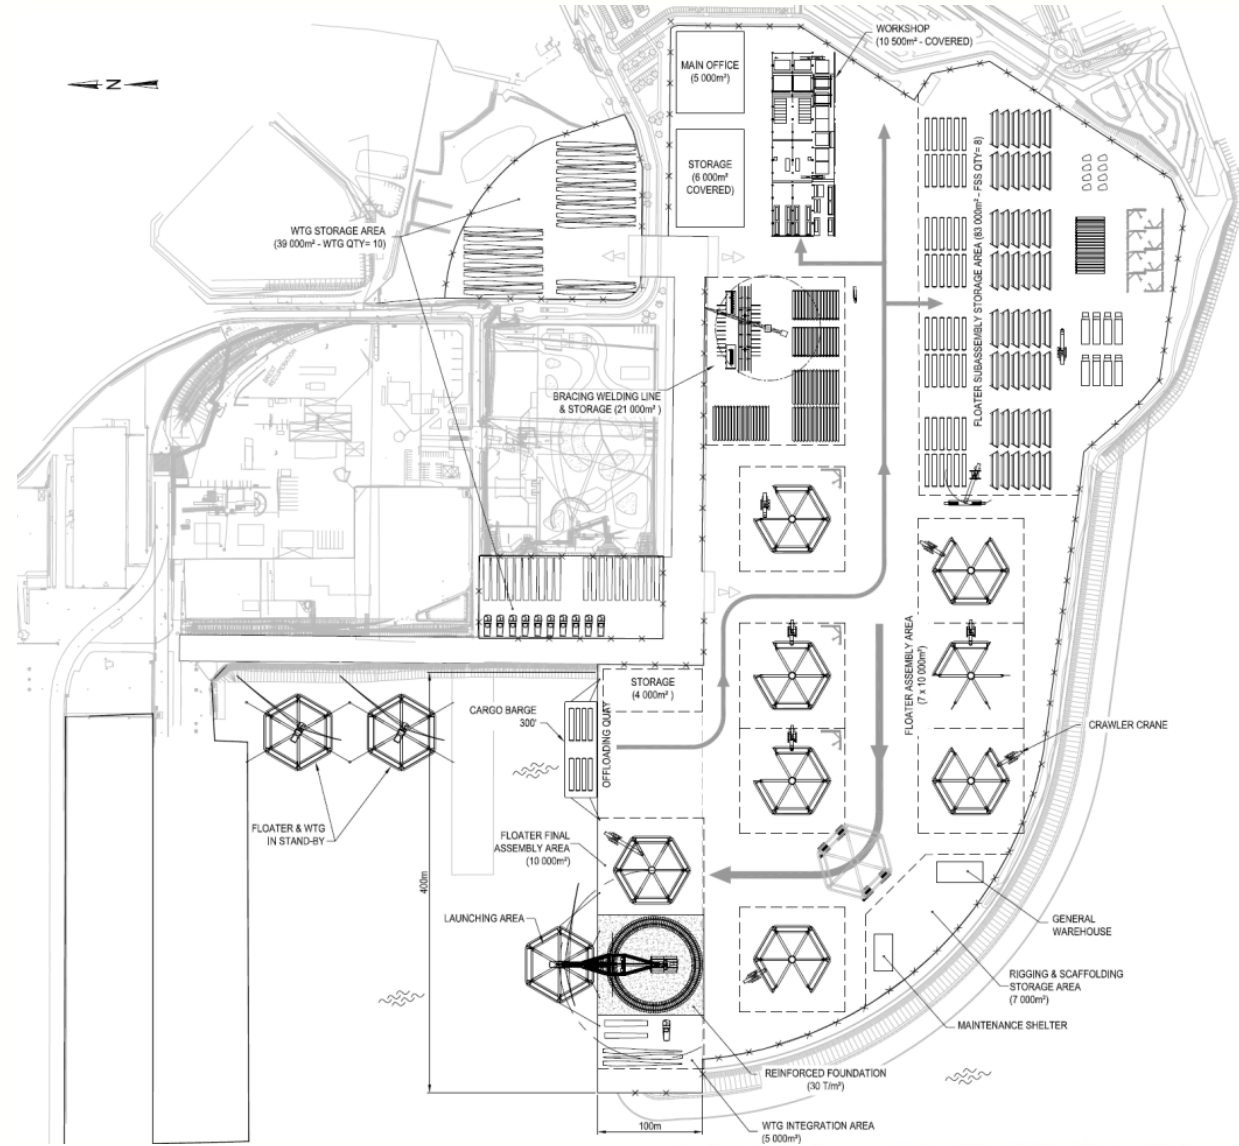 WORKSHOP
(10 500m² - COVERED)
MAIN OFFICE
(5 000m²)
N
STORAGE
(6 000m²
COVERED)
WTG STORAGE AREA
(39 000m² - WTG QTY= 10)
FLOATER SUBASSEMBLY STORAGE AREA (83 000m² - FSS QTY= 8)
BRACING WELDING LINE
& STORAGE (21 000m² )
FLOATER ASSEMBLY AREA
(7 x 10 000m²)
STORAGE
(4 000m² )
CARGO BARGE
300'
OFFLOADING QUAY
CRAWLER CRANE
FLOATER & WTG
IN STAND-BY
FLOATER FINAL
ASSEMBLY AREA
(10 000m²)
400m
LAUNCHING AREA
GENERAL
WAREHOUSE
RIGGING & SCAFFOLDING
STORAGE AREA
(7 000m²)
MAINTENANCE SHELTER
REINFORCED FOUNDATION
(30 T/m²)
100m
WTG INTEGRATION AREA
(5 000m²)